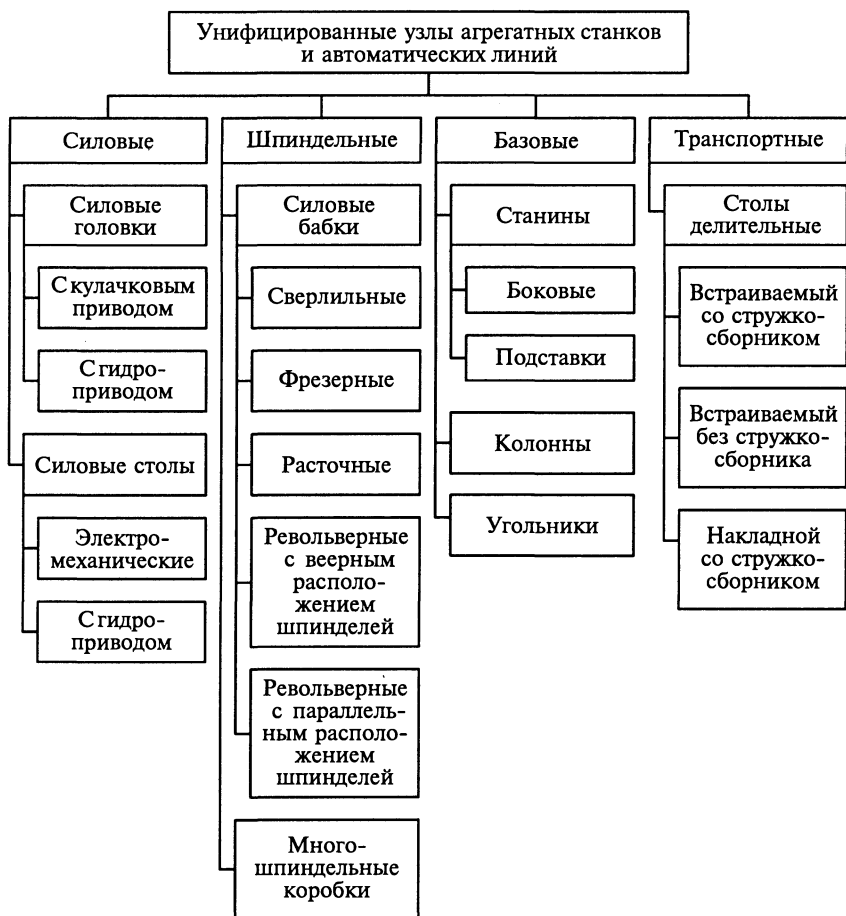 Унифицированные узлы агрегатных станков
и автоматических линий
Силовые
Силовые
головки
С кулачковым
приводом
С гидро-
приводом
Силовые столы
Электро-
механические
С гидро-
приводом
Шпиндельные
Силовые
бабки
Сверлильные
Фрезерные
Расточные
Револьверные
с веерным
располо-
жением
шпинделей
Револьверные
с параллель-
ным располо-
жением
шпинделей
Много-
шпиндельные
коробки
Базовые
Станины
Боковые
Подставки
Колонны
Угольники
Транспортные
Столы
делительные
Встраиваемый
со стружко-
сборником
Встраиваемый
без стружко-
сборника
Накладной
со стружко-
сборником